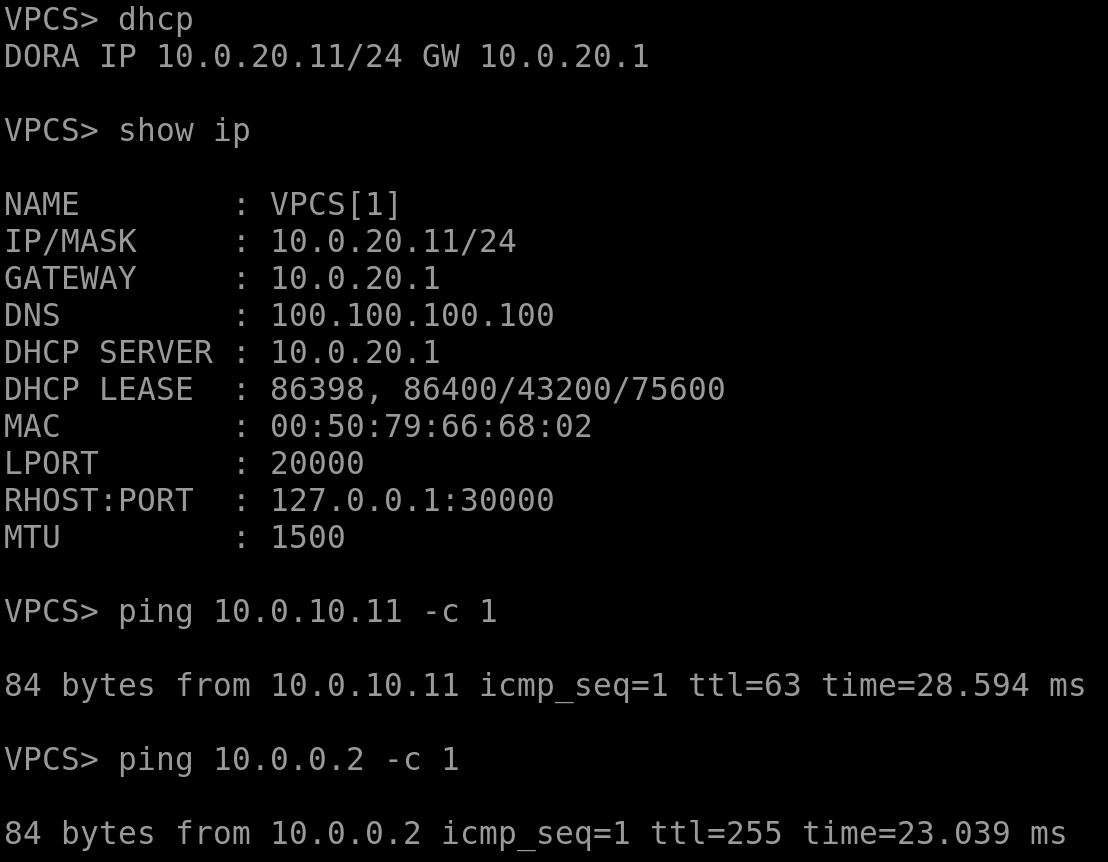 VPCS> dhcp
DORA IP 10.0.20.11/24 GW 10.0.20.1
VPCS> show ip
NAME        : VPCS[1]
IP/MASK     : 10.0.20.11/24
GATEWAY     : 10.0.20.1
DNS         : 100.100.100.100
DHCP SERVER : 10.0.20.1
DHCP LEASE  : 86398, 86400/43200/75600
MAC         : 00:50:79:66:68:02
LPORT       : 20000
RHOST:PORT  : 127.0.0.1:30000
MTU         : 1500
VPCS> ping 10.0.10.11 -c 1
84 bytes from 10.0.10.11 icmp_seq=1 ttl=63 time=28.594 ms
VPCS> ping 10.0.0.2 -c 1
84 bytes from 10.0.0.2 icmp_seq=1 ttl=255 time=23.039 ms